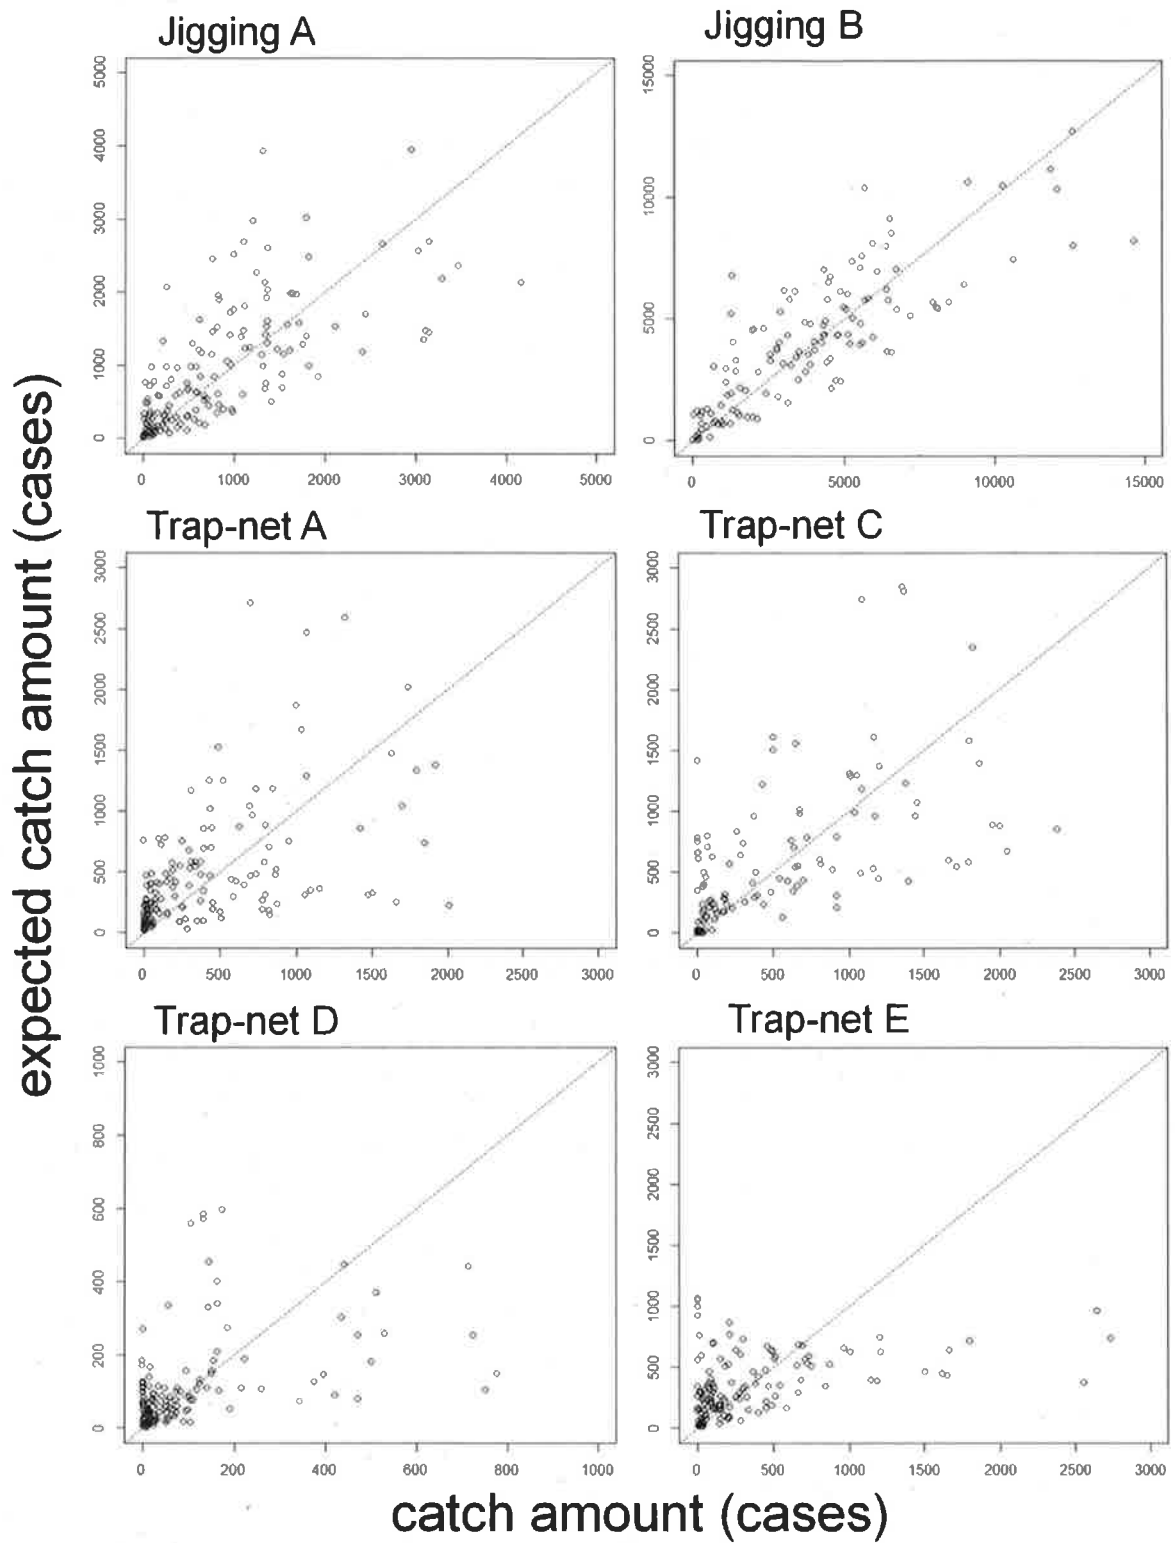 Jigging A
Jigging B
5000
4000
3000
2000
1000
0
0 1000 2000 3000 4000 5000
15000
10000
5000
0
0 5000 10000 15000
Trap-net A
Trap-net C
3000
2500
2000
1500
1000
500
0
0 500 1000 1500 2000 2500 3000
3000
2500
2000
1500
1000
500
0
0 500 1000 1500 2000 2500 3000
Trap-net D
Trap-net E
1000
800
600
400
200
0
0 200 400 600 800 1000
3000
2500
2000
1500
1000
500
0
0 500 1000 1500 2000 2500 3000
expected catch amount (cases)
catch amount (cases)